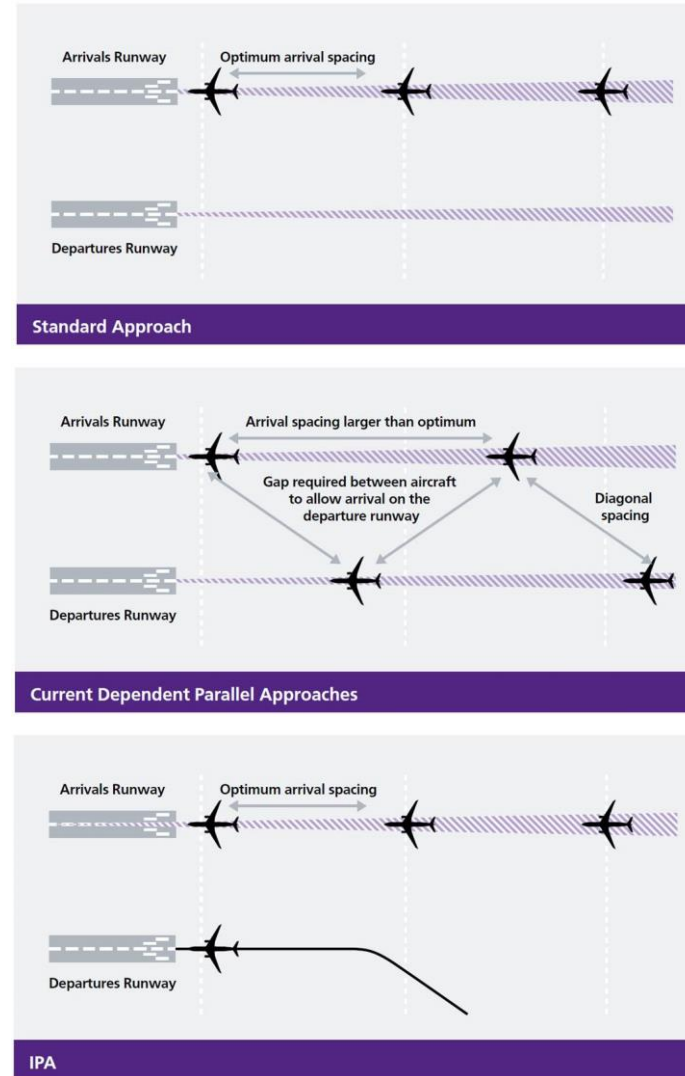 Arrivals Runway
Optimum arrival spacing
Departures Runway
Standard Approach
Arrivals Runway
Arrival spacing larger than optimum
Gap required between aircraft
to allow arrival on the
departure runway
Diagonal
spacing
Departures Runway
Current Dependent Parallel Approaches
Arrivals Runway
Optimum arrival spacing
Departures Runway
IPA